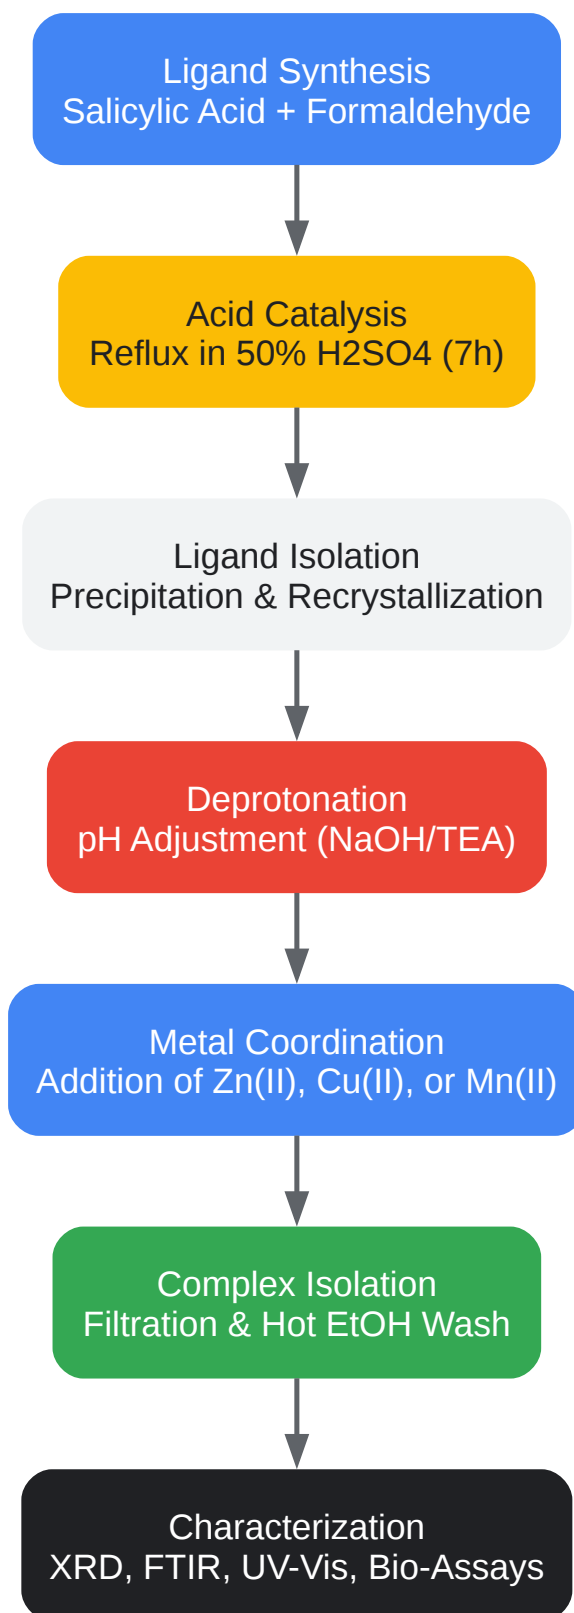 Ligand Synthesis
Salicylic Acid + Formaldehyde
Acid Catalysis
Reflux in 50% H2SO4 (7h)
Ligand Isolation
Precipitation & Recrystallization
Deprotonation
pH Adjustment (NaOH/TEA)
Metal Coordination
Addition of Zn(II), Cu(II), or Mn(II)
Complex Isolation
Filtration & Hot EtOH Wash
Characterization
XRD, FTIR, UV-Vis, Bio-Assays